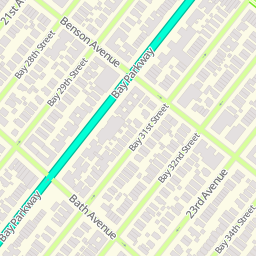 21st A
Benson Avenue
Bay 28th Street
Bay 29th Street
Bay Parkway
Bay 31st Street
Bay 32nd Street
23rd Avenue
Bay Parkway
Bath Avenue
Bay 34th Street